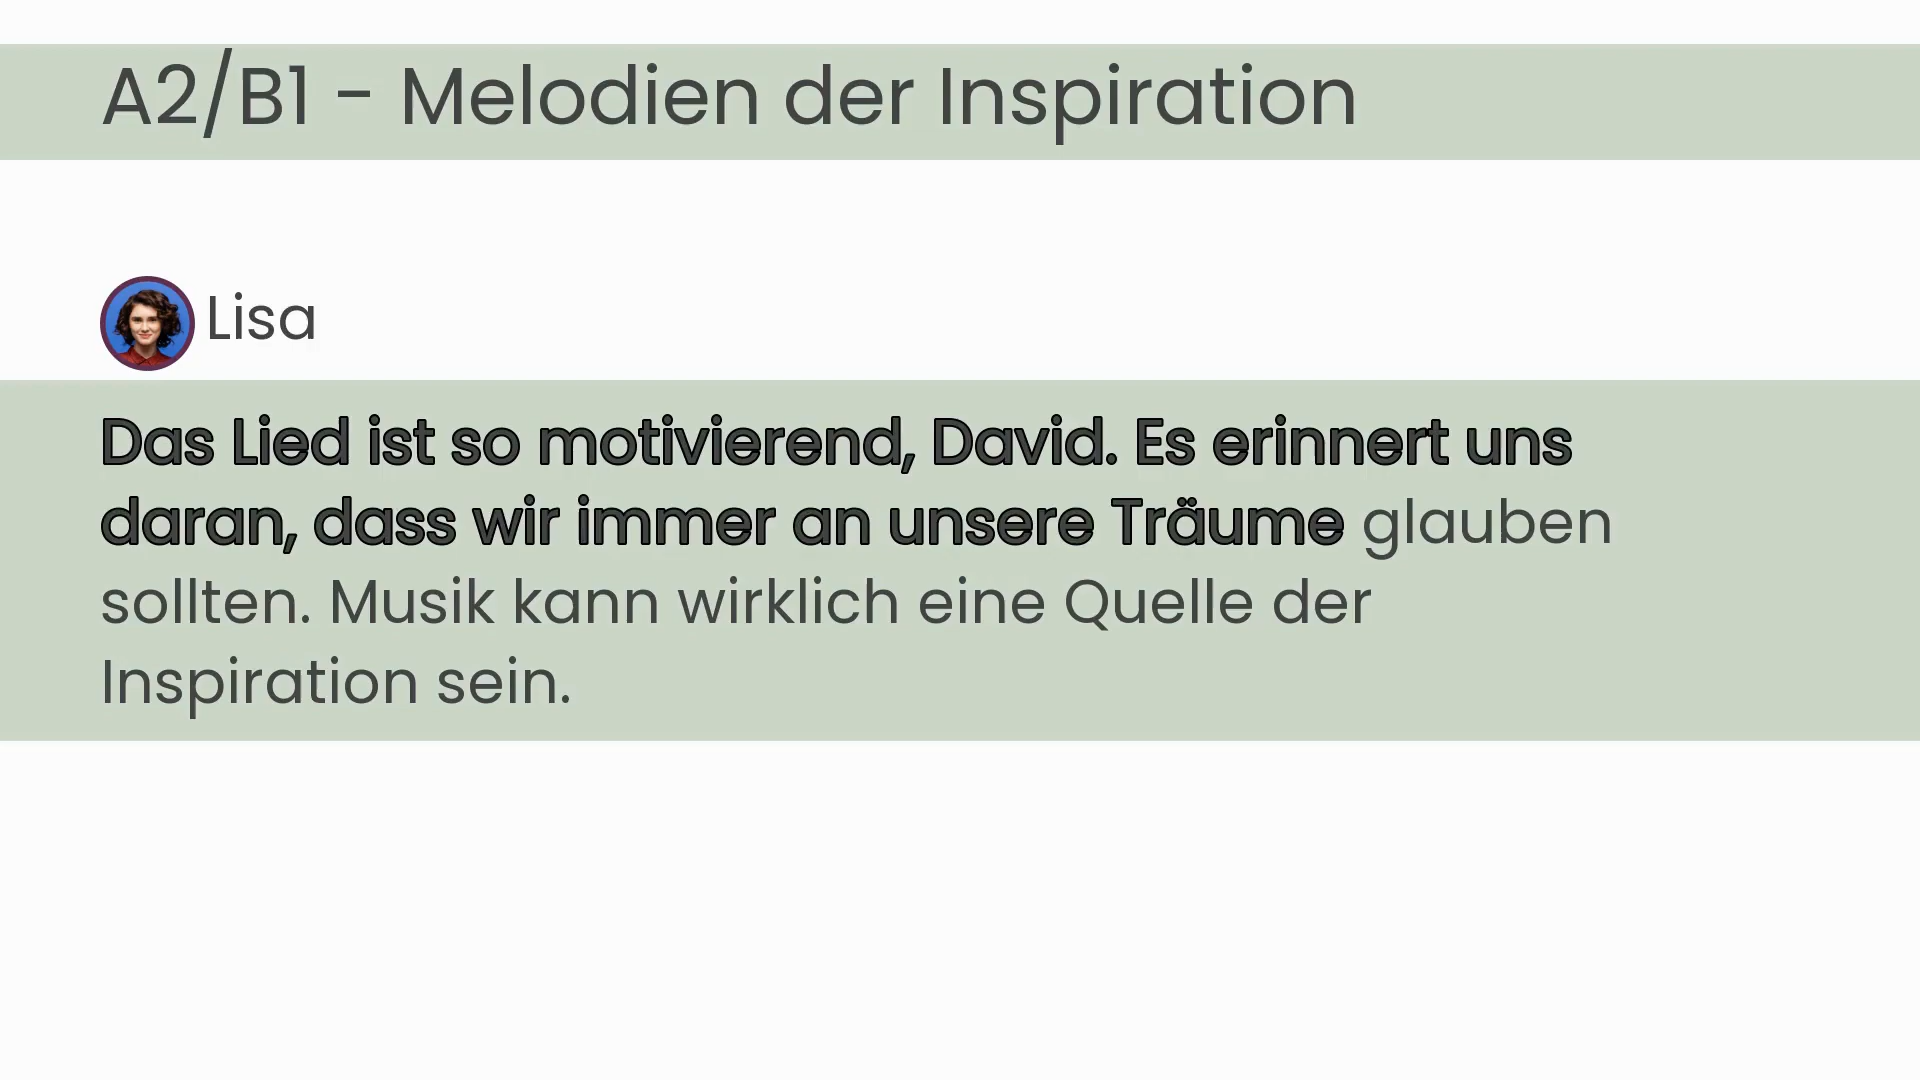 A2/B1 - Melodien der Inspiration
Lisa
Das Lied ist so motivierend, David. Es erinnert uns
daran, dass wir immer an unsere Träume glauben
sollten. Musik kann wirklich eine Quelle der
Inspiration sein.